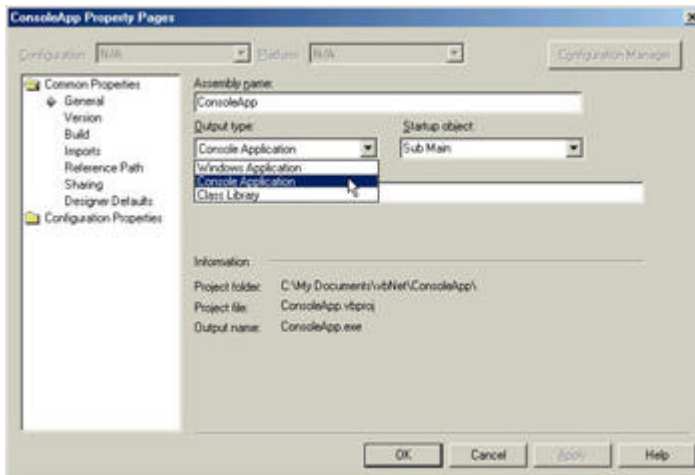 ConsoleApp Property Pages
Configuration: N/A Platform: N/A Configuration Manager
Common Properties
General
Version
Build
Imports
Reference Path
Sharing
Designer Defaults
Configuration Properties
Assembly name:
ConsoleApp
Output type: Startup object:
Console Application Sub Main
Windows Application
Console Application
Class Library
Information
Project folder: C:\My Documents\vbNet\ConsoleApp\
Project file: ConsoleApp.vbproj
Output name: ConsoleApp.exe
OK Cancel Apply Help